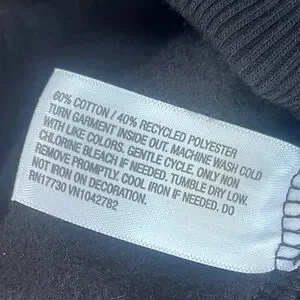 60% COTTON / 40% RECYCLED POLYESTER
TURN GARMENT INSIDE OUT. MACHINE WASH COLD
WITH LIKE COLORS. GENTLE CYCLE. ONLY NON
CHLORINE BLEACH IF NEEDED. TUMBLE DRY LOW.
REMOVE PROMPTLY. COOL IRON IF NEEDED. DO
NOT IRON ON DECORATION.
RN17730 VN1042782